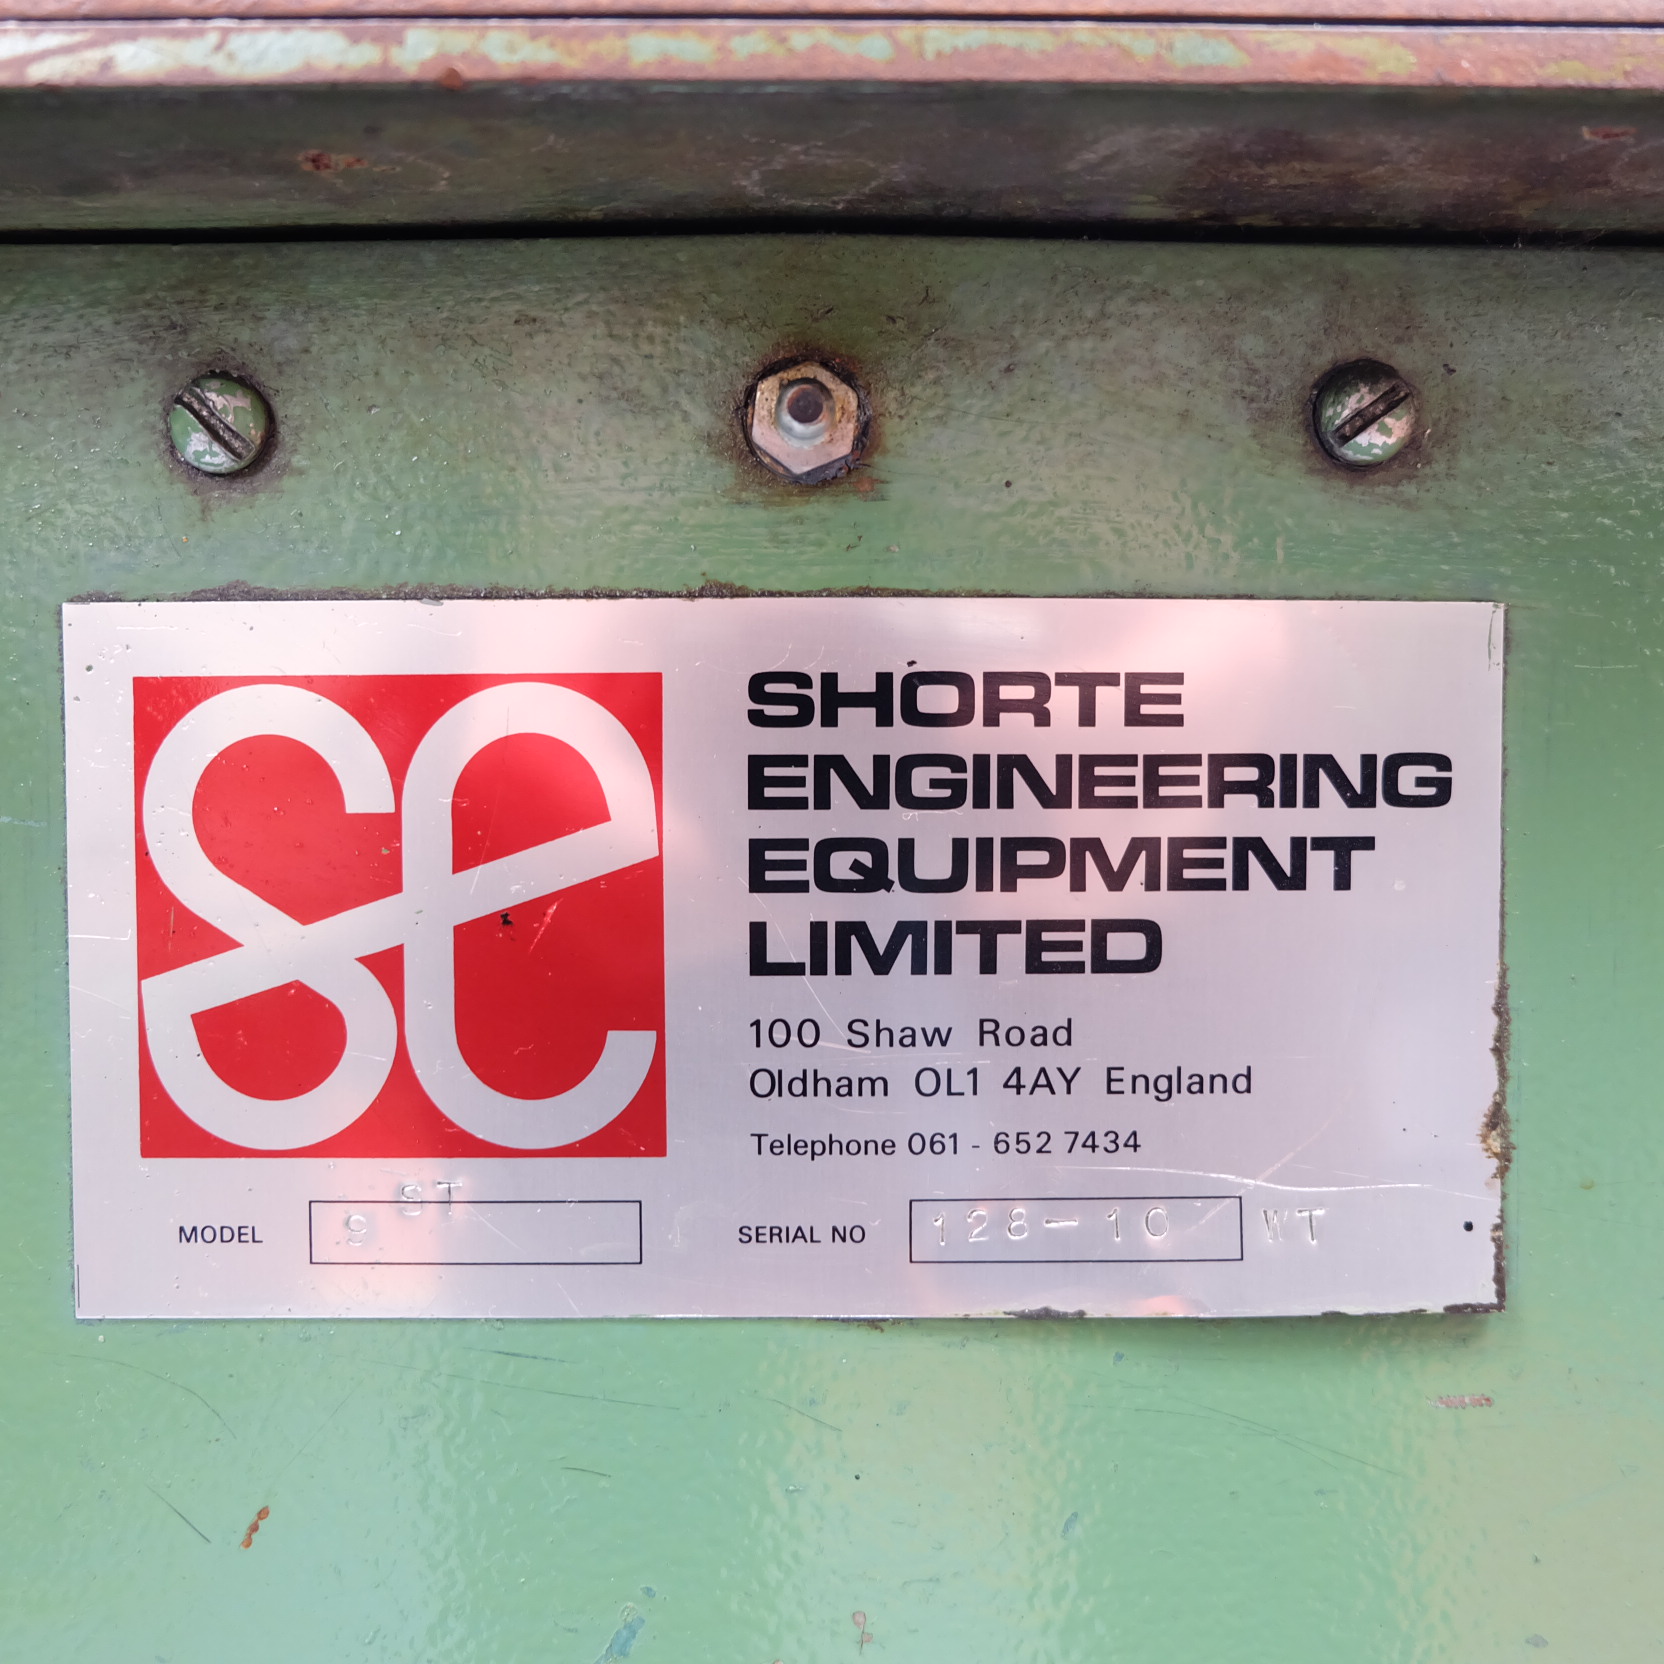 se
SHORTE
ENGINEERING
EQUIPMENT
LIMITED
100 Shaw Road
Oldham OL1 4AY England
Telephone 061 - 652 7434
MODEL 9 ST SERIAL NO 128-10 WT